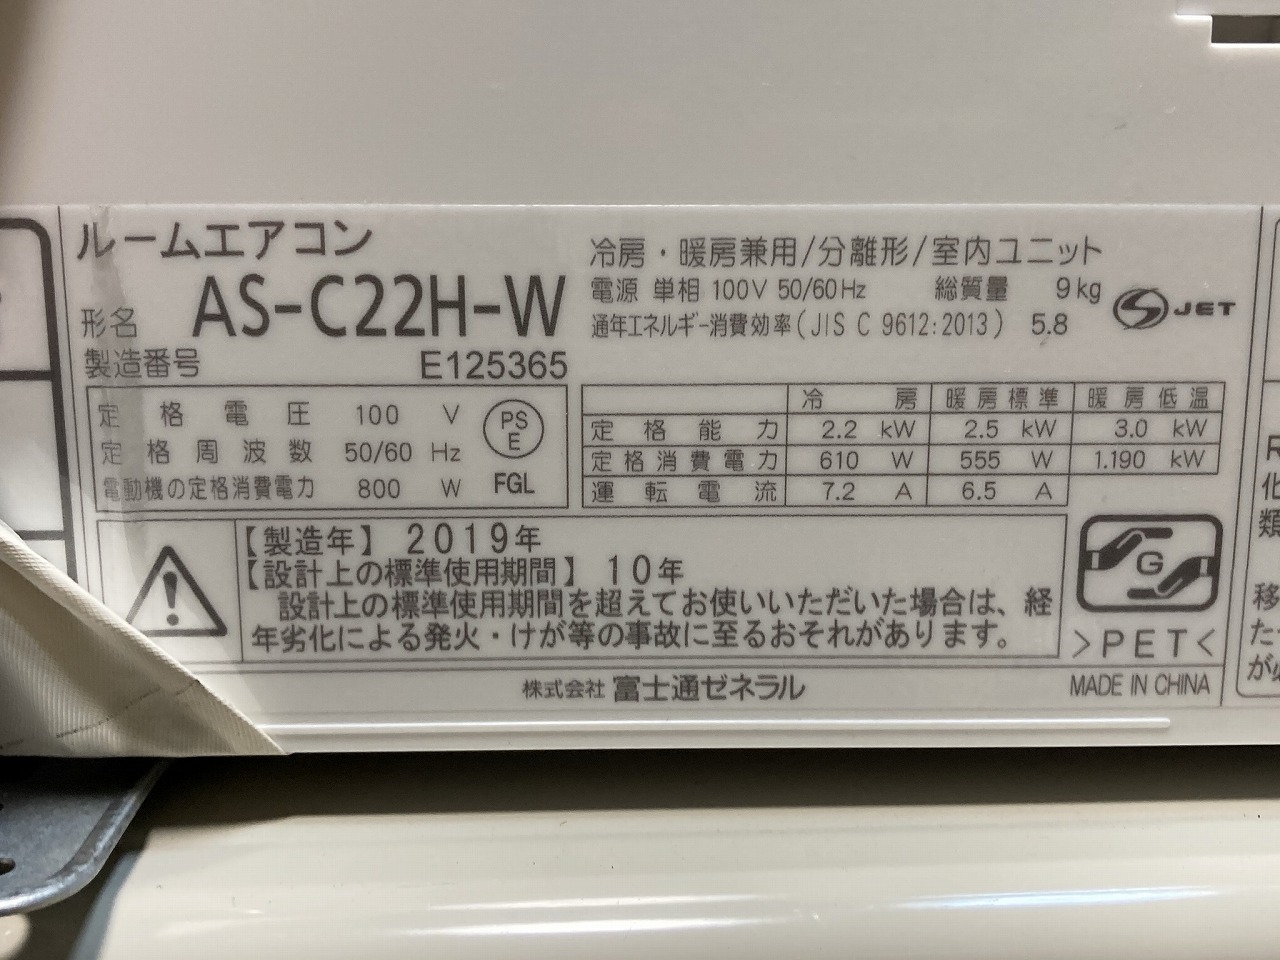 ルームエアコン
形名 AS-C22H-W
製造番号 E125365
冷房・暖房兼用/分離形/室内ユニット
電源 単相 100V 50/60Hz 総質量 9kg
通年エネルギー消費効率(JIS C 9612:2013) 5.8
S JET
定格電圧 100 V
定格周波数 50/60 Hz
電動機の定格消費電力 800 W
PS
E
FGL
冷房 暖房標準 暖房低温
定格能力 2.2 kW 2.5 kW 3.0 kW
定格消費電力 610 W 555 W 1.190 kW
運転電流 7.2 A 6.5 A
【製造年】 2019年
【設計上の標準使用期間】 10年
設計上の標準使用期間を超えてお使いいただいた場合は、経
年劣化による発火・けが等の事故に至るおそれがあります。
G
>PET<
株式会社 富士通ゼネラル
MADE IN CHINA
R
化
類
移
た
が必